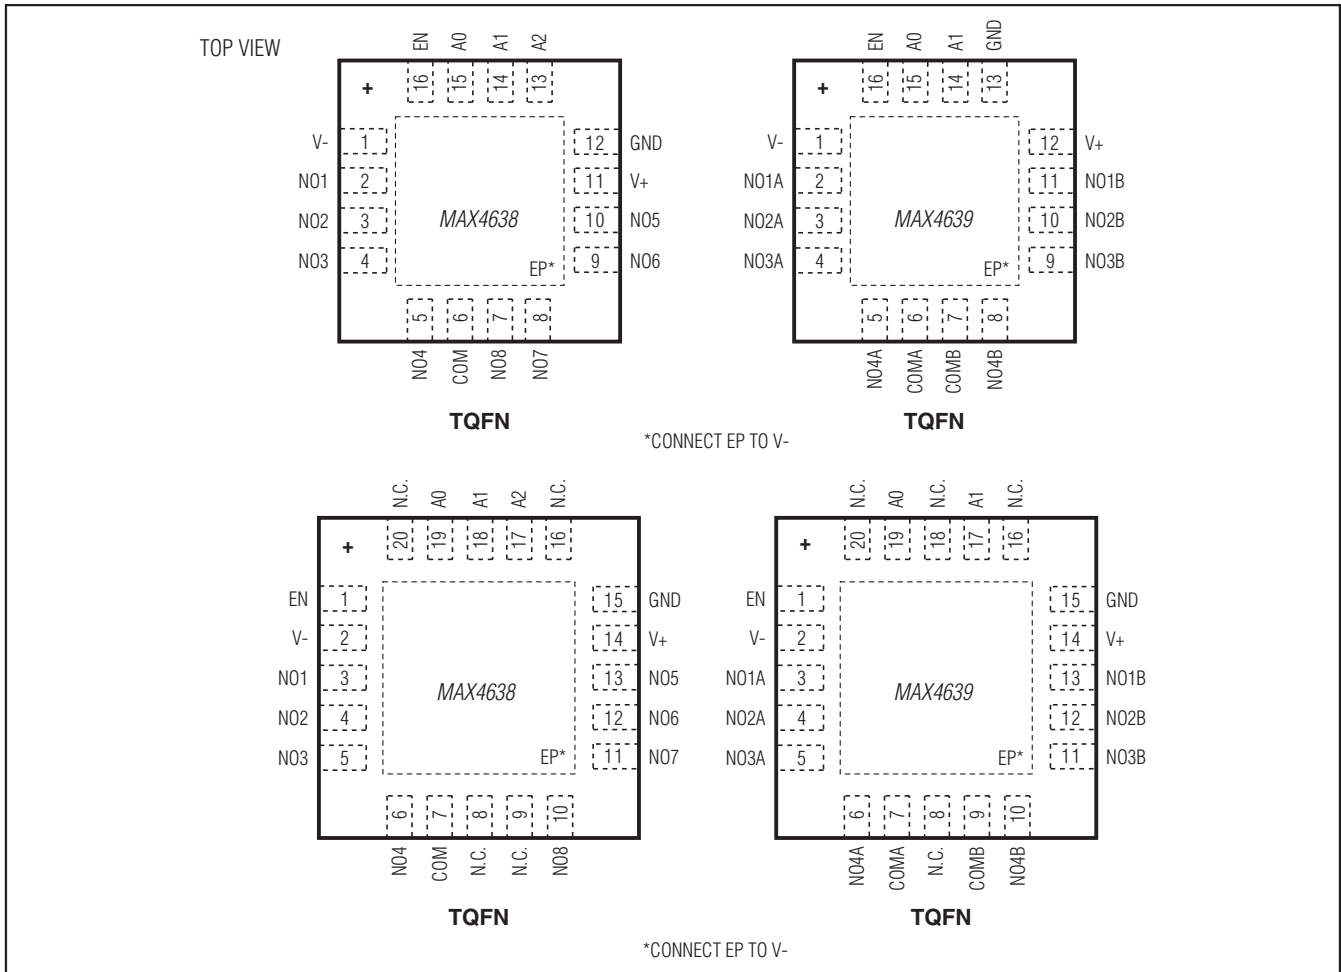 TOP VIEW
EN A0 A1 A2
16 15 14 13
+
V- 1
NO1 2
NO2 3
NO3 4
12 GND
11 V+
10 NO5
9 NO6
MAX4638
EP*
5 6 7 8
NO4 COM NO8 NO7
TQFN
EN A0 A1 GND
16 15 14 13
+
V- 1
NO1A 2
NO2A 3
NO3A 4
12 V+
11 NO1B
10 NO2B
9 NO3B
MAX4639
EP*
5 6 7 8
NO4A COMA COMB NO4B
TQFN
*CONNECT EP TO V-
N.C. A0 A1 A2 N.C.
20 19 18 17 16
+
EN 1
V- 2
NO1 3
NO2 4
NO3 5
15 GND
14 V+
13 NO5
12 NO6
11 NO7
MAX4638
EP*
6 7 8 9 10
NO4 COM N.C. N.C. NO8
TQFN
N.C. A0 N.C. A1 N.C.
20 19 18 17 16
+
EN 1
V- 2
NO1A 3
NO2A 4
NO3A 5
15 GND
14 V+
13 NO1B
12 NO2B
11 NO3B
MAX4639
EP*
6 7 8 9 10
NO4A COMA N.C. COMB NO4B
TQFN
*CONNECT EP TO V-